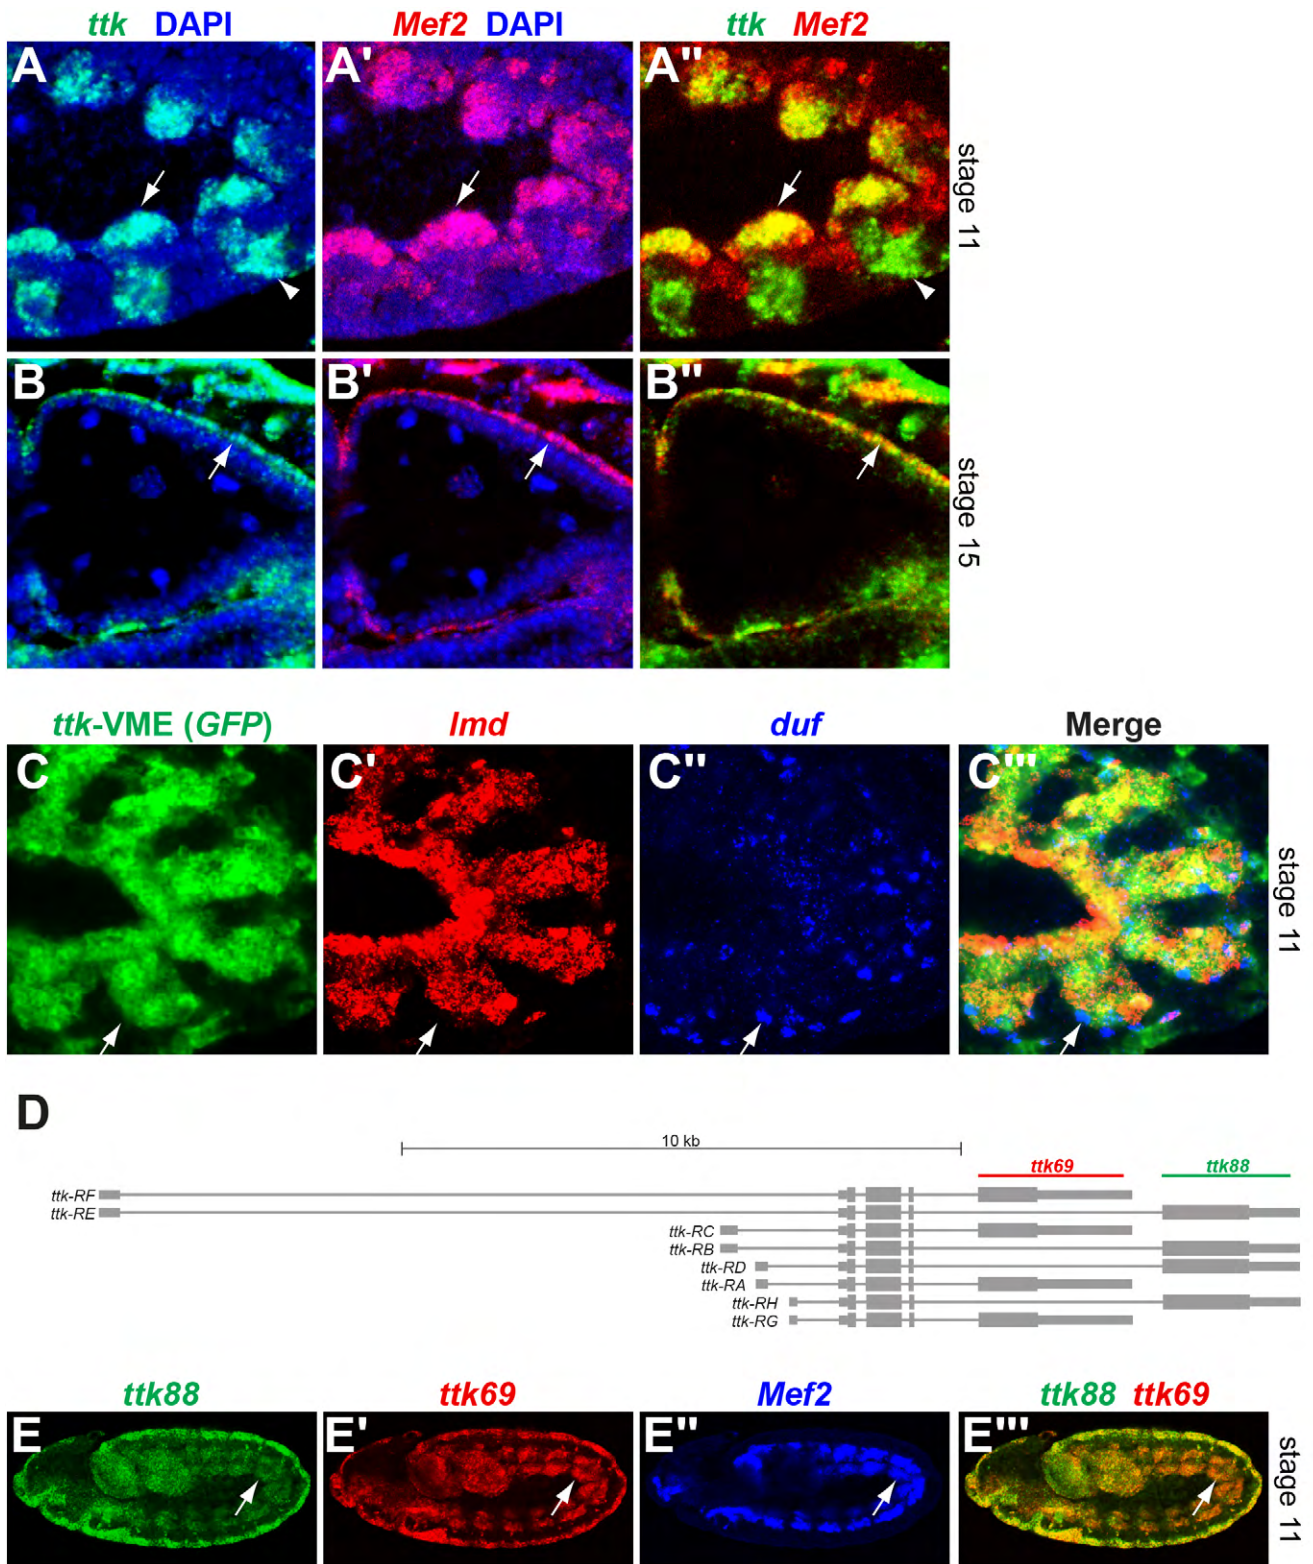 ttk DAPI Mef2 DAPI ttk Mef2
A A' A'' stage 11
B B' B'' stage 15
ttk-VME (GFP) lmd duf Merge
C C' C'' C''' stage 11
D
10 kb
ttk69 ttk88
ttk-RF
ttk-RE
ttk-RC
ttk-RB
ttk-RD
ttk-RA
ttk-RH
ttk-RG
ttk88 ttk69 Mef2 ttk88 ttk69
E E' E'' E''' stage 11